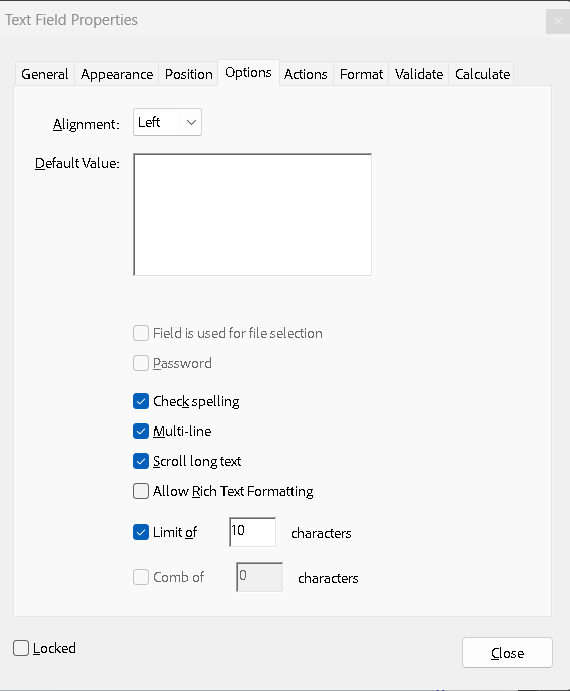 Text Field Properties
General Appearance Position Options Actions Format Validate Calculate
Alignment: Left
Default Value:
Field is used for file selection
Password
Check spelling
Multi-line
Scroll long text
Allow Rich Text Formatting
Limit of 10 characters
Comb of 0 characters
Locked Close